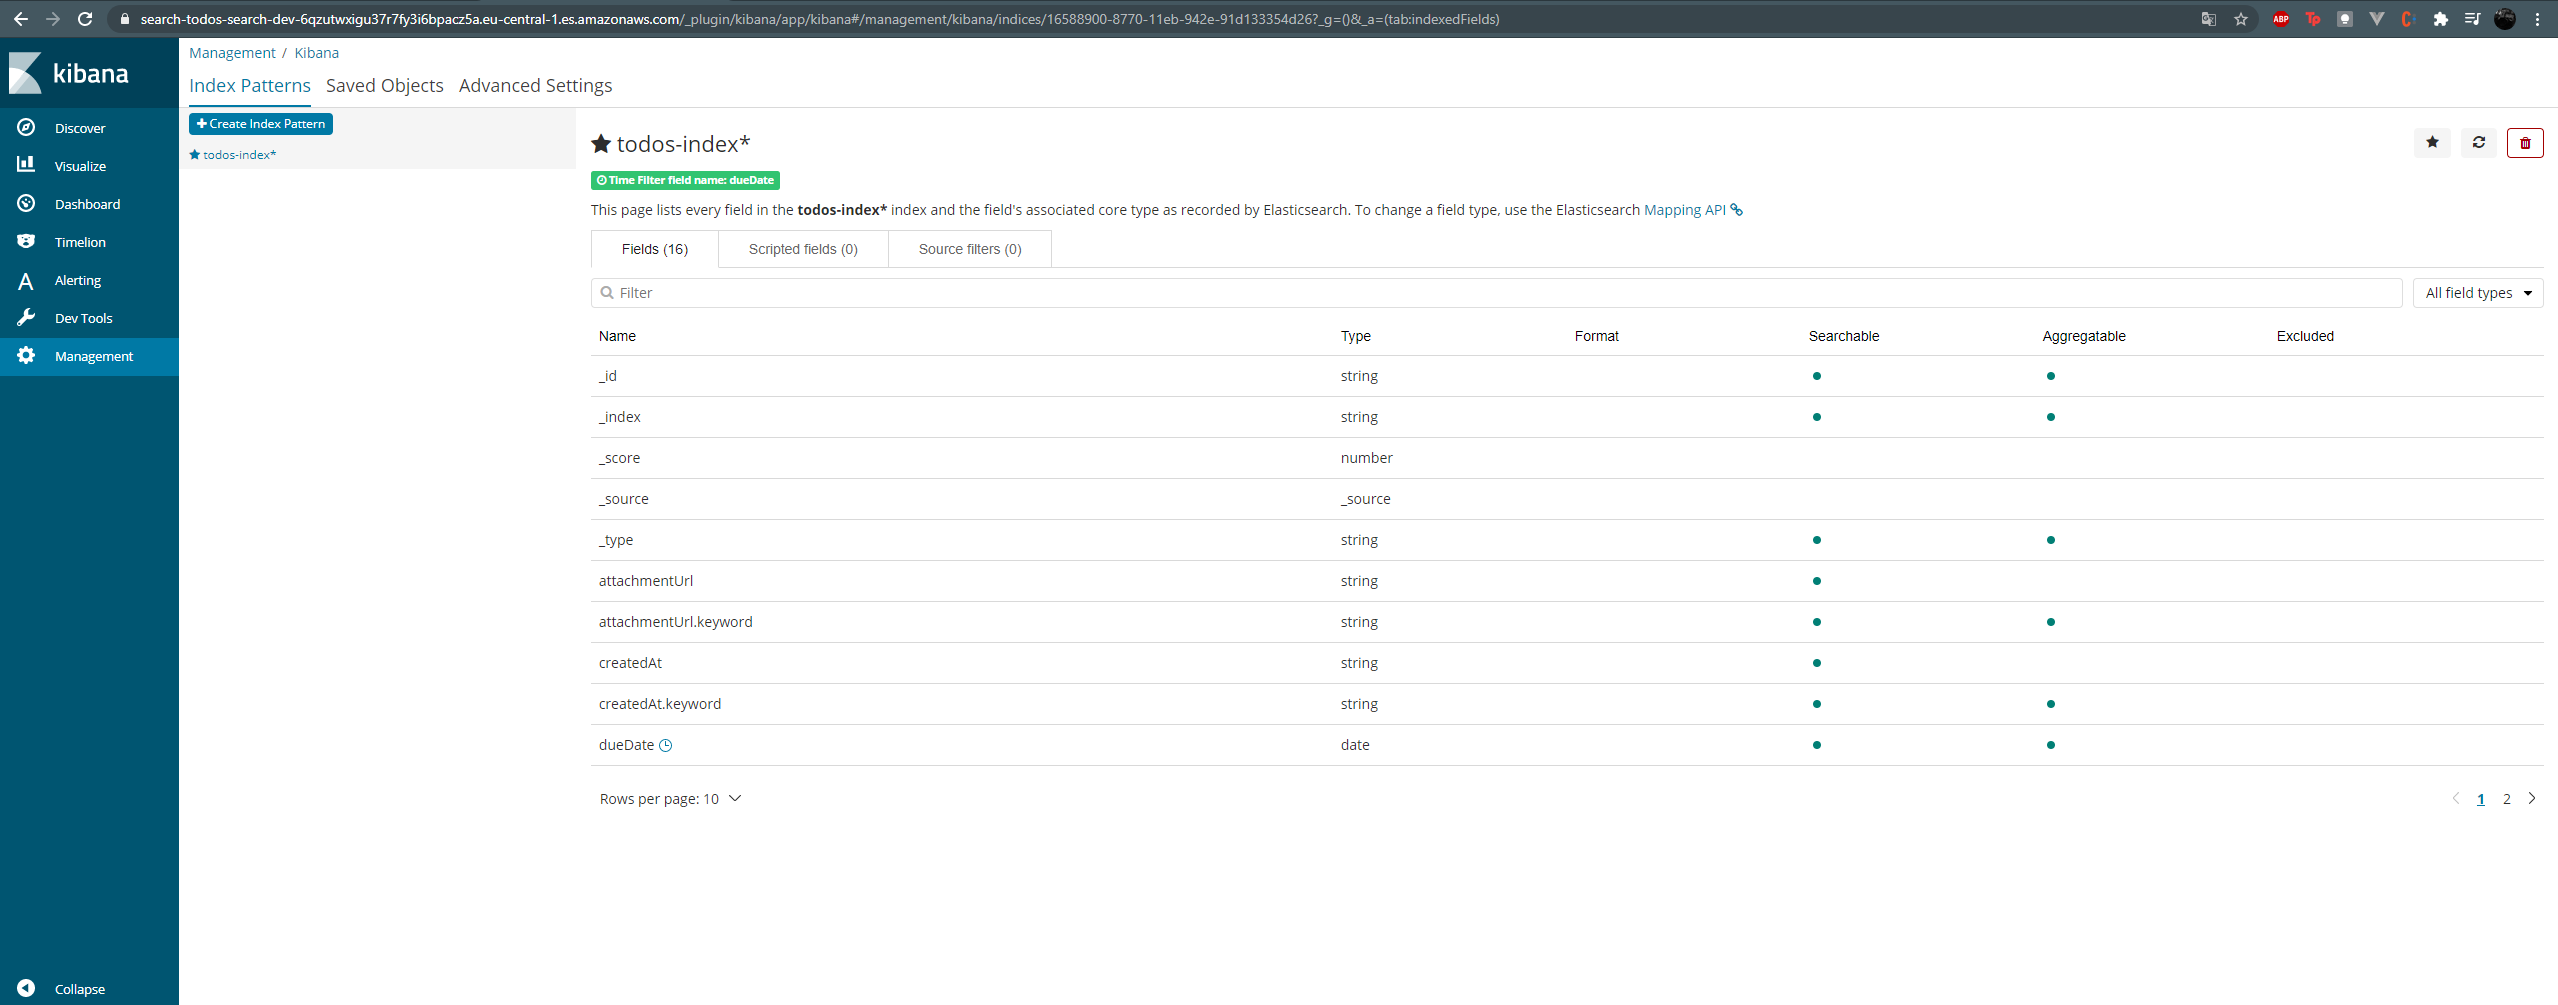 search-todos-search-dev-6qzutwxigu37r7fy3i6bpacz5a.eu-central-1.es.amazonaws.com/_plugin/kibana/app/kibana#/management/kibana/indices/16588900-8770-11eb-942e-91d133354d26?_g=()&_a=(tab:indexedFields)
ABP
Tp
kibana
Discover
Visualize
Dashboard
Timelion
Alerting
Dev Tools
Management
Collapse
Management / Kibana
Index Patterns Saved Objects Advanced Settings
Create Index Pattern
todos-index*
todos-index*
Time Filter field name: dueDate
This page lists every field in the todos-index* index and the field's associated core type as recorded by Elasticsearch. To change a field type, use the Elasticsearch Mapping API
Fields (16) Scripted fields (0) Source filters (0)
Filter All field types
Name Type Format Searchable Aggregatable Excluded
_id string
_index string
_score number
_source _source
_type string
attachmentUrl string
attachmentUrl.keyword string
createdAt string
createdAt.keyword string
dueDate date
Rows per page: 10 1 2